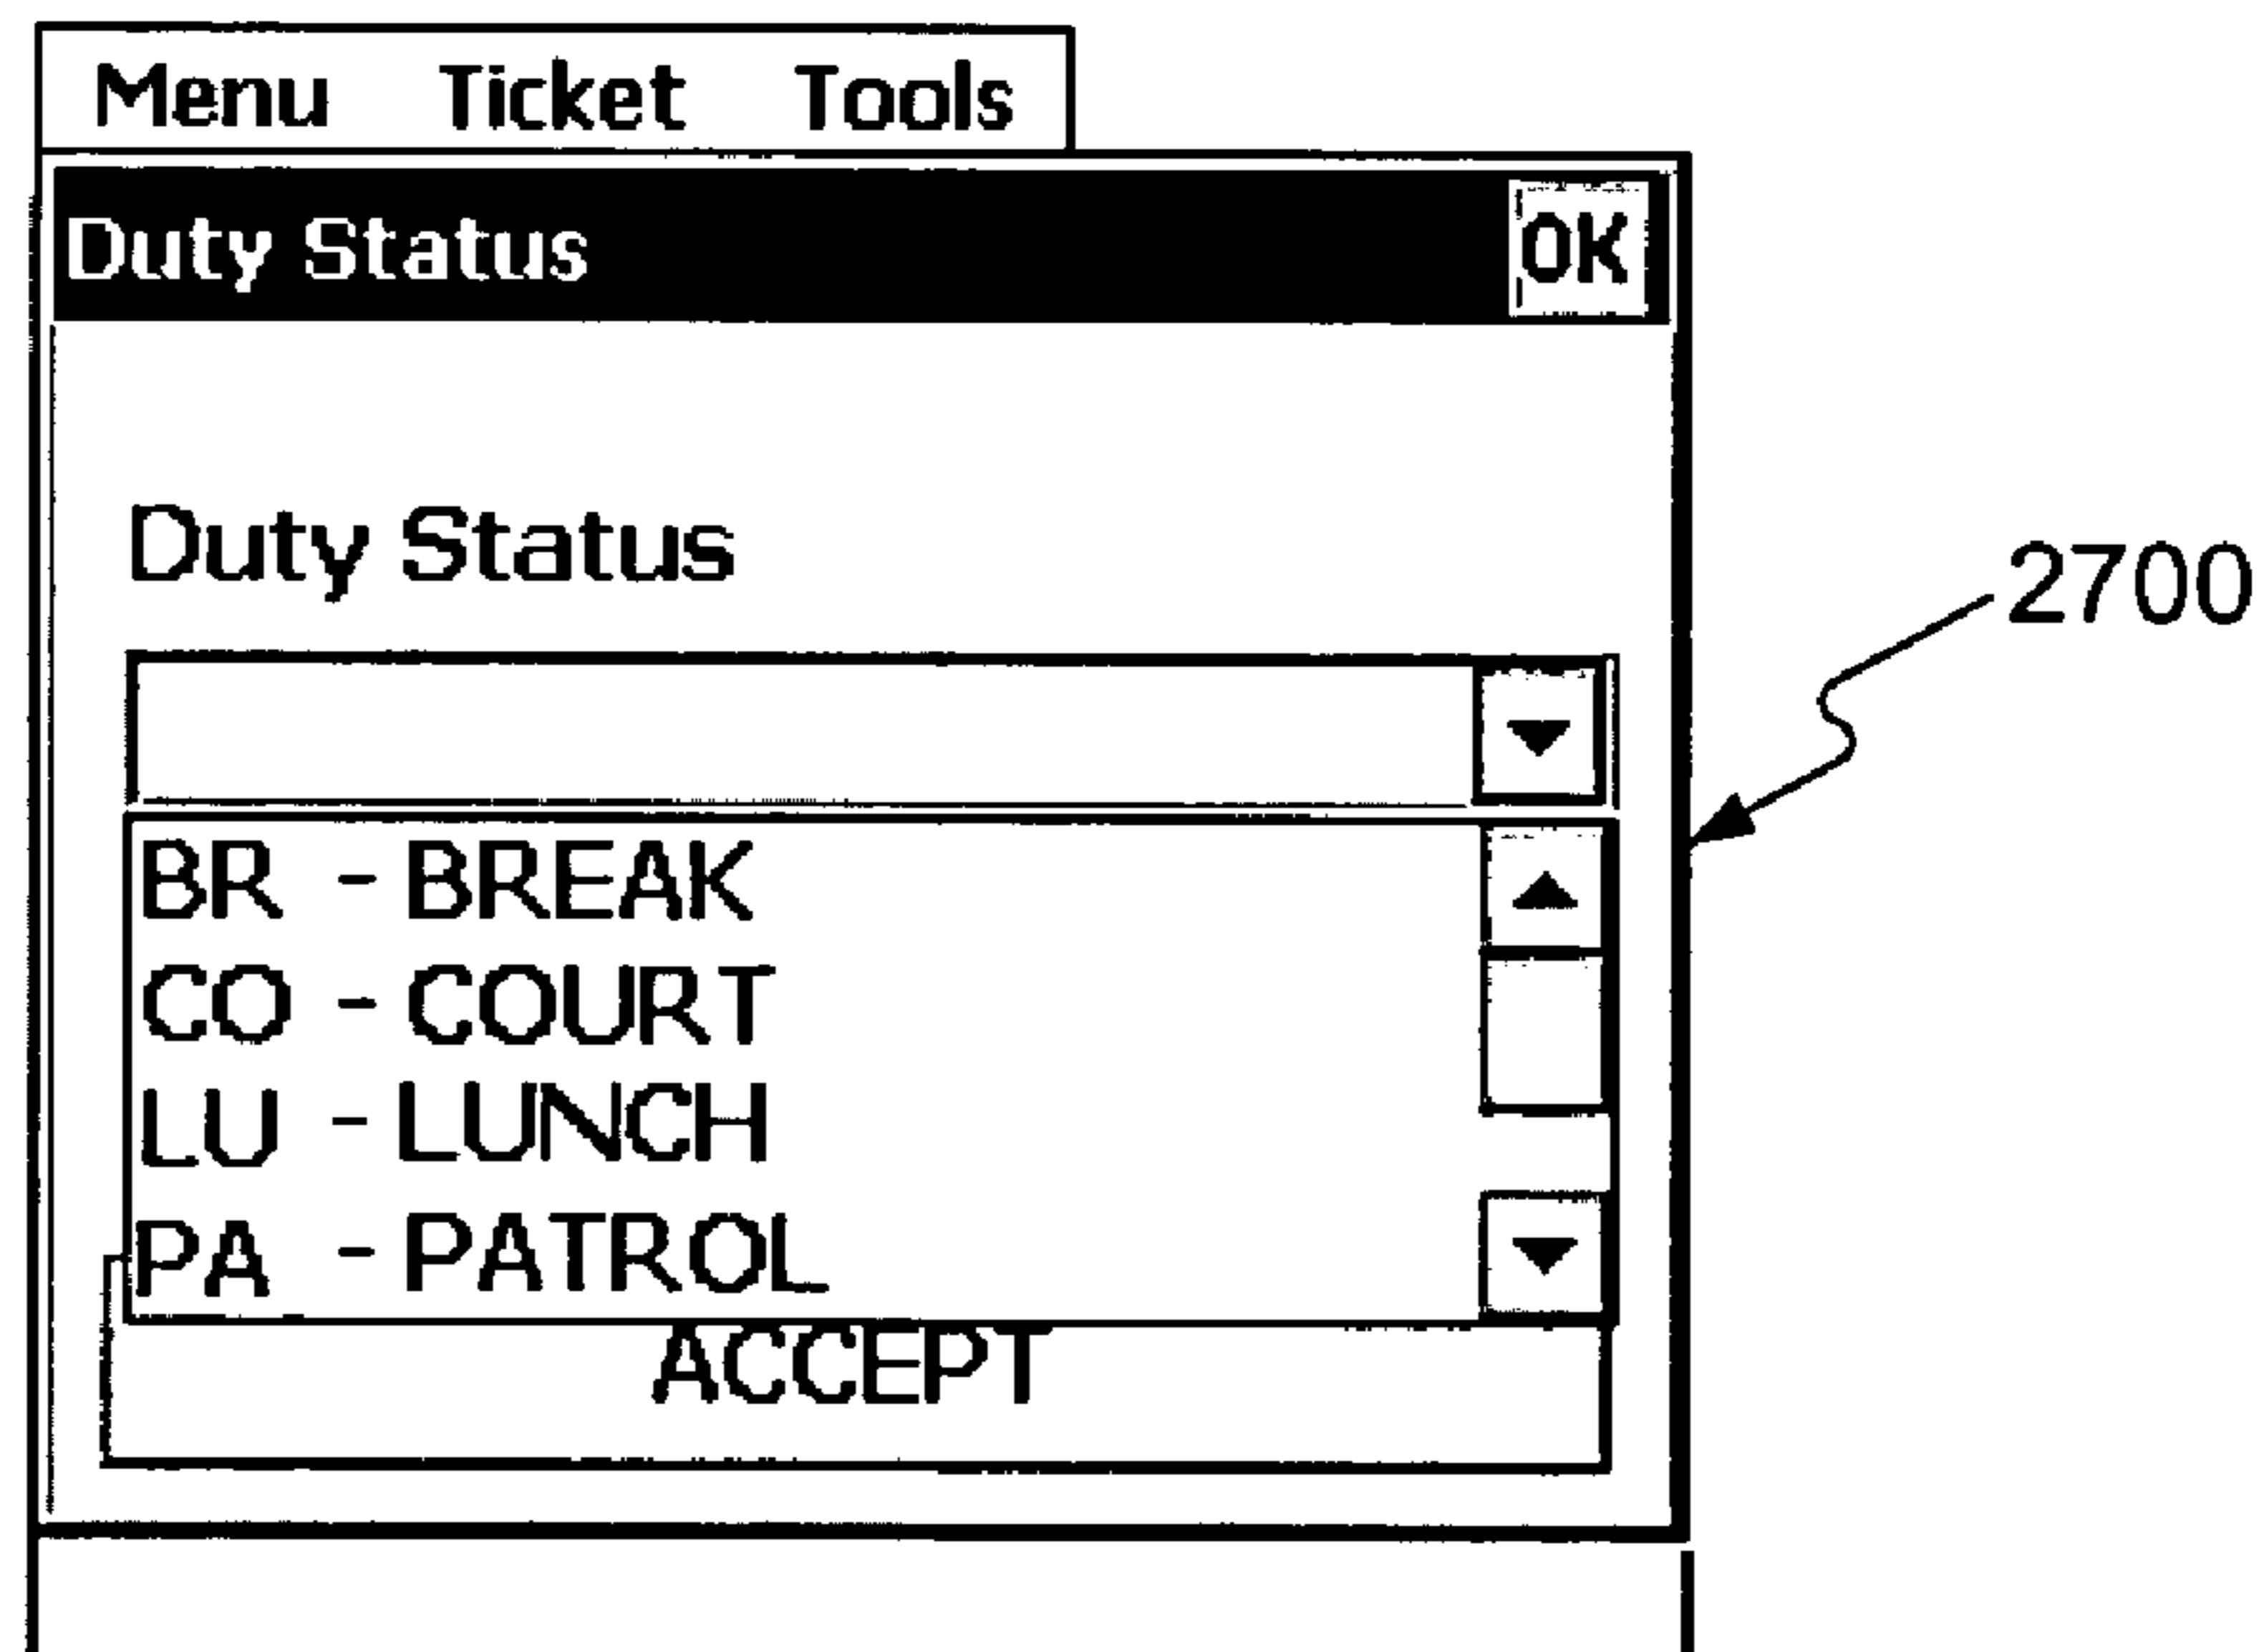 Menu Ticket Tools
Duty Status OK
Duty Status
2700
BR - BREAK
CO - COURT
LU - LUNCH
PA - PATROL
ACCEPT